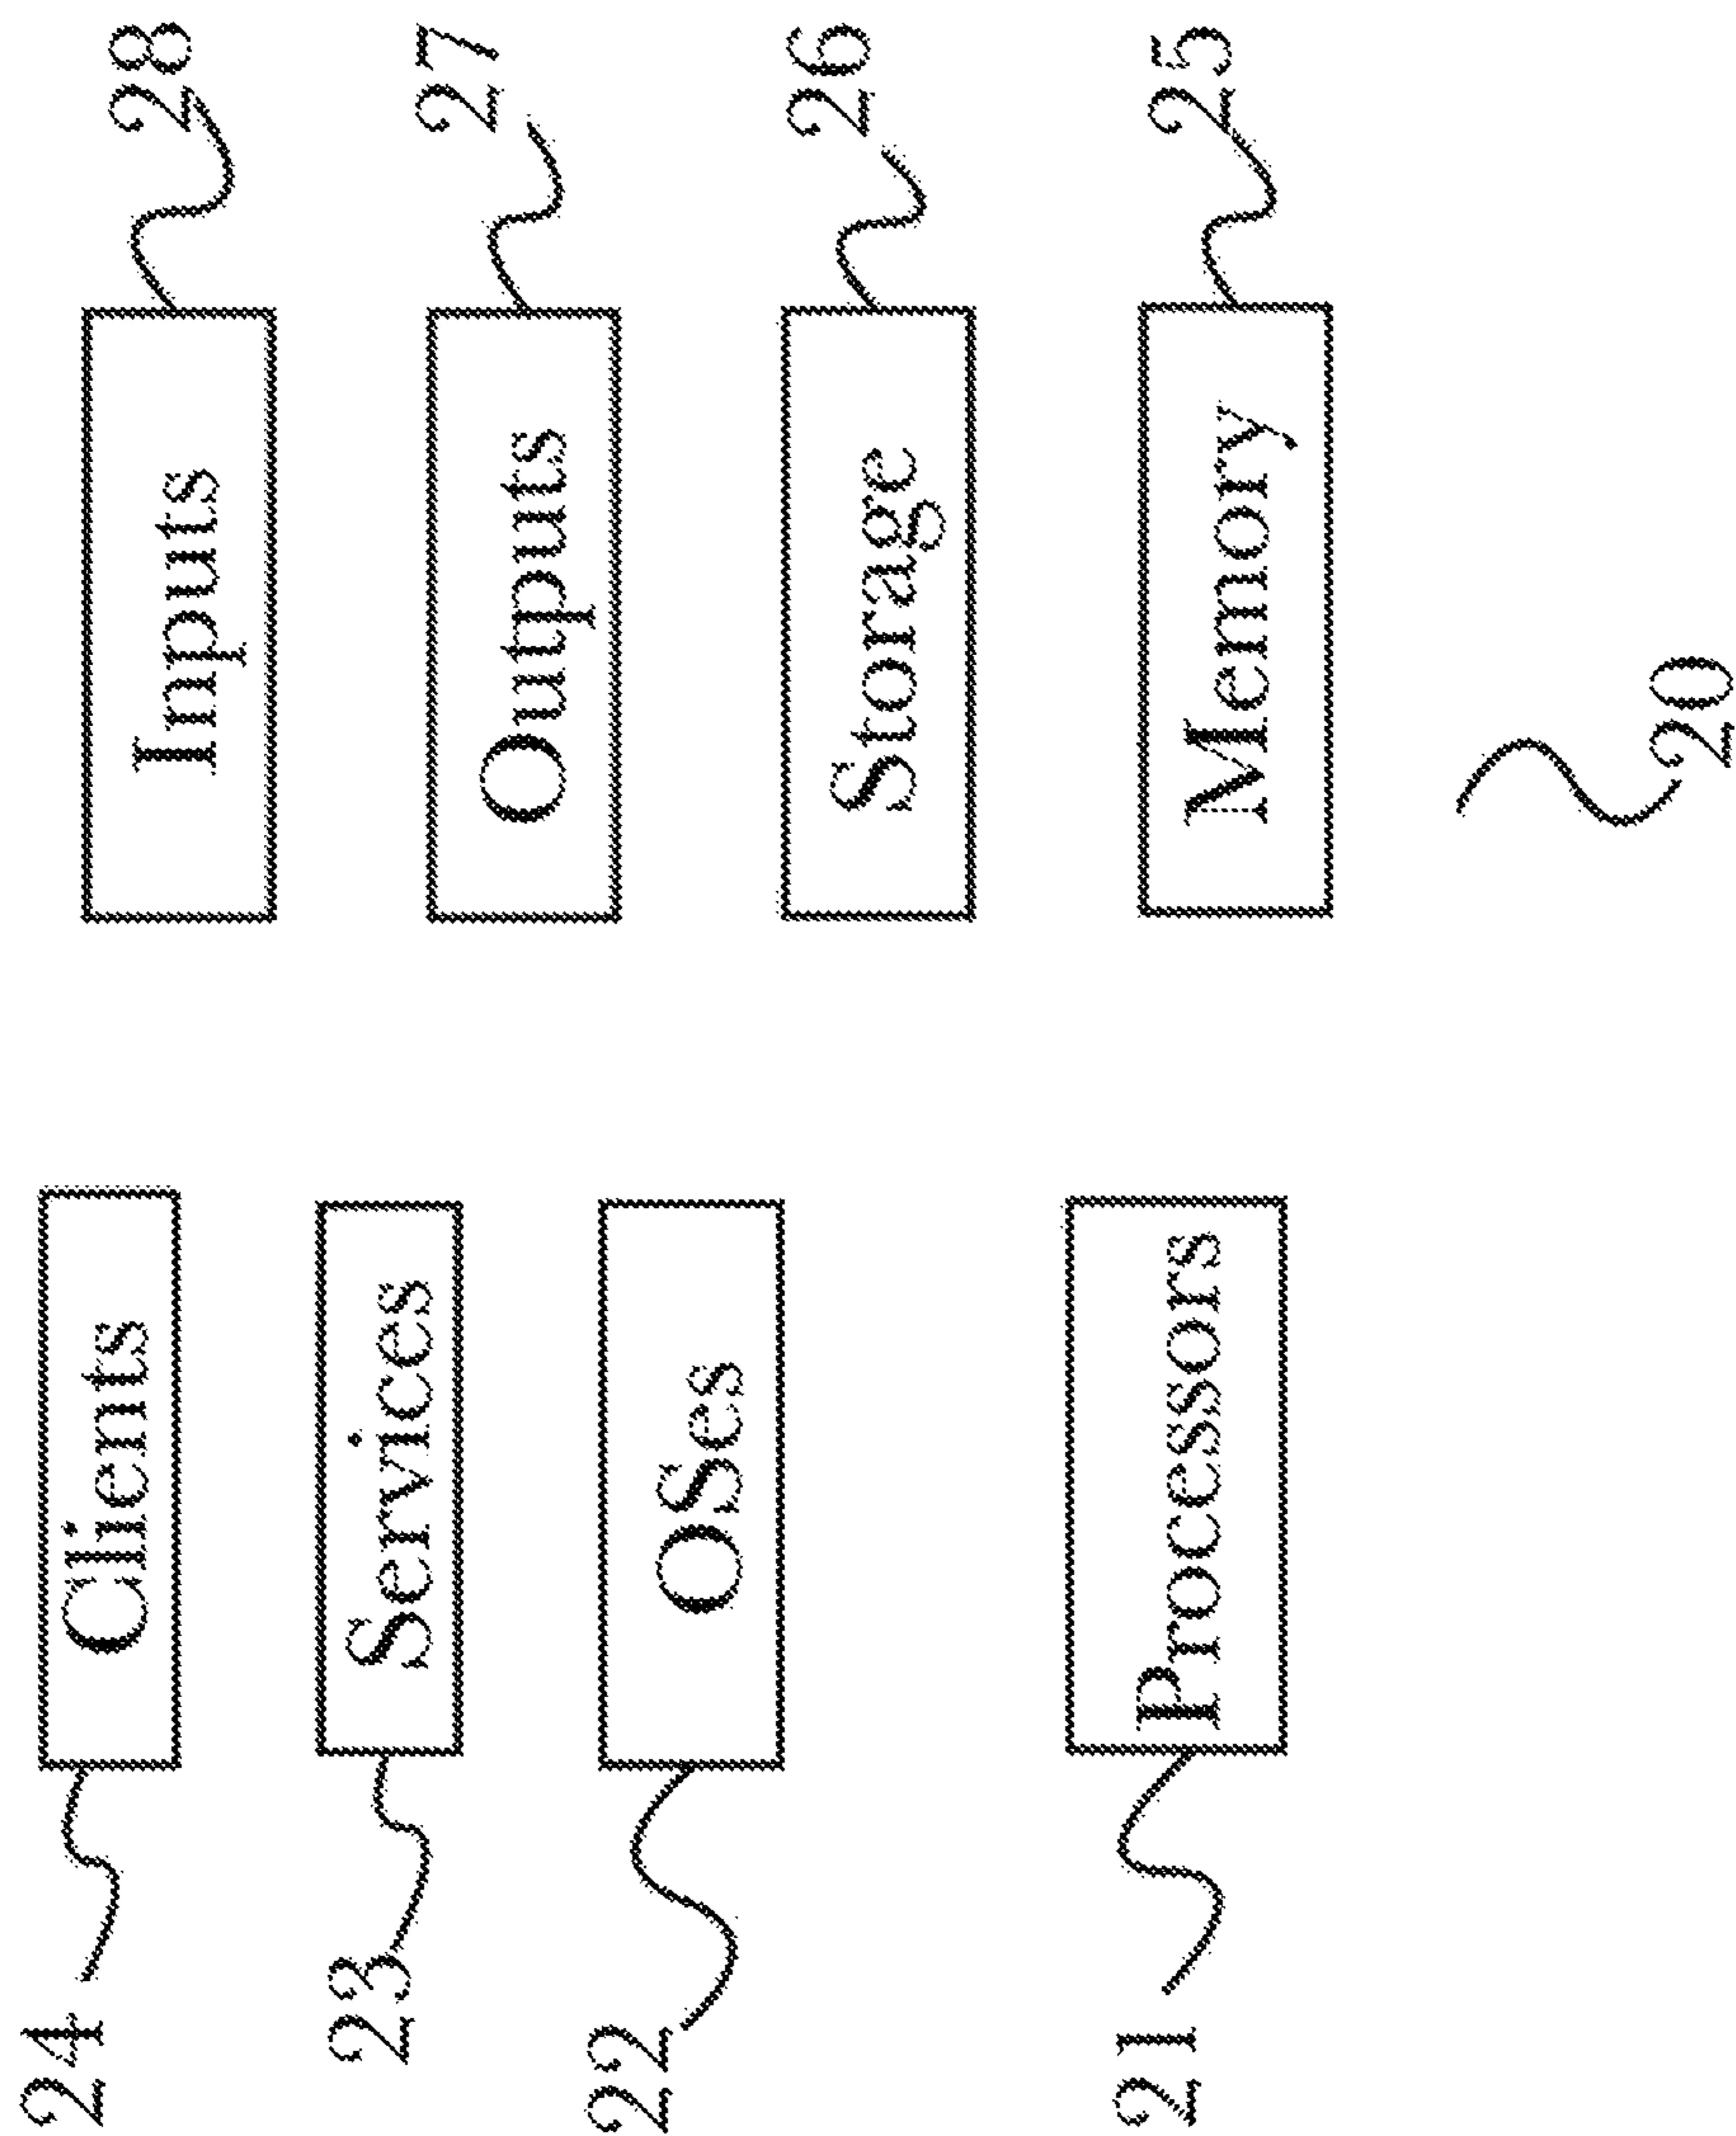 24 Clients Inputs 28
23 Services Outputs 27
22 OSes Storage 26
21 Processors Memory 25
20